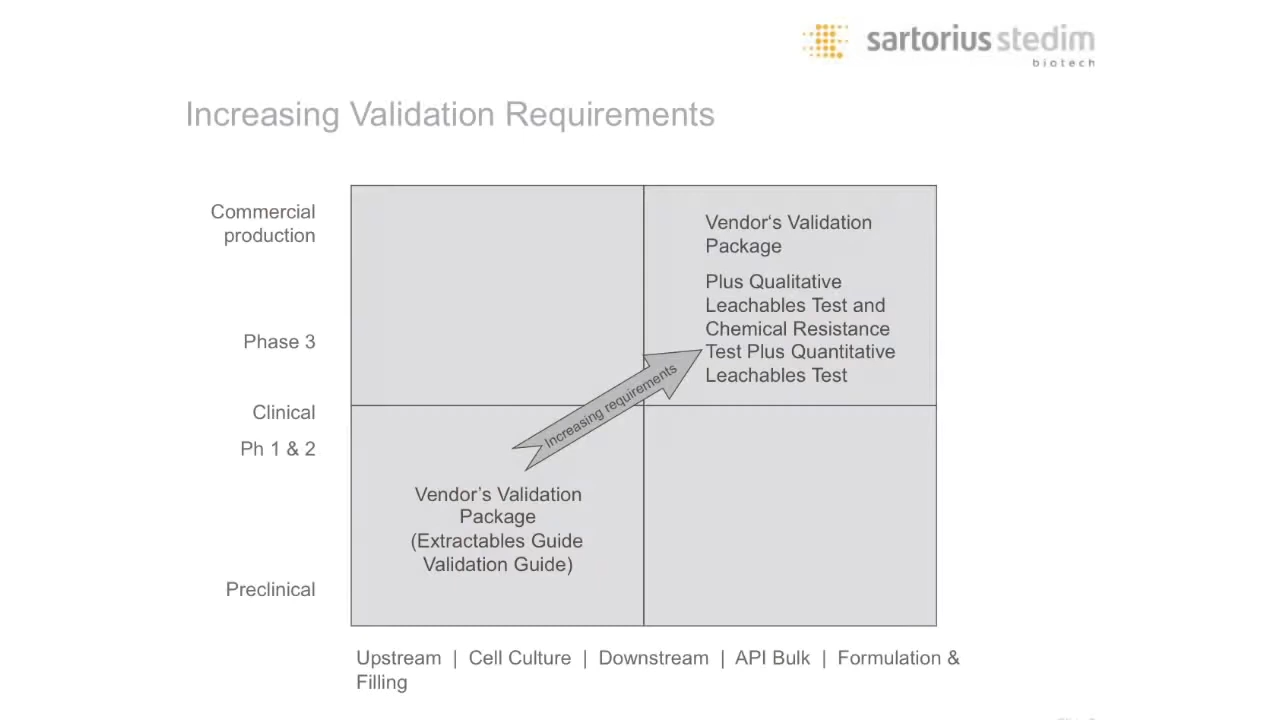 sartorius stedim
biotech
Increasing Validation Requirements
Commercial
production
Phase 3
Clinical
Ph 1 & 2
Preclinical
Vendor‘s Validation
Package
Plus Qualitative
Leachables Test and
Chemical Resistance
Test Plus Quantitative
Leachables Test
Increasing requirements
Vendor’s Validation
Package
(Extractables Guide
Validation Guide)
Upstream | Cell Culture | Downstream | API Bulk | Formulation &
Filling